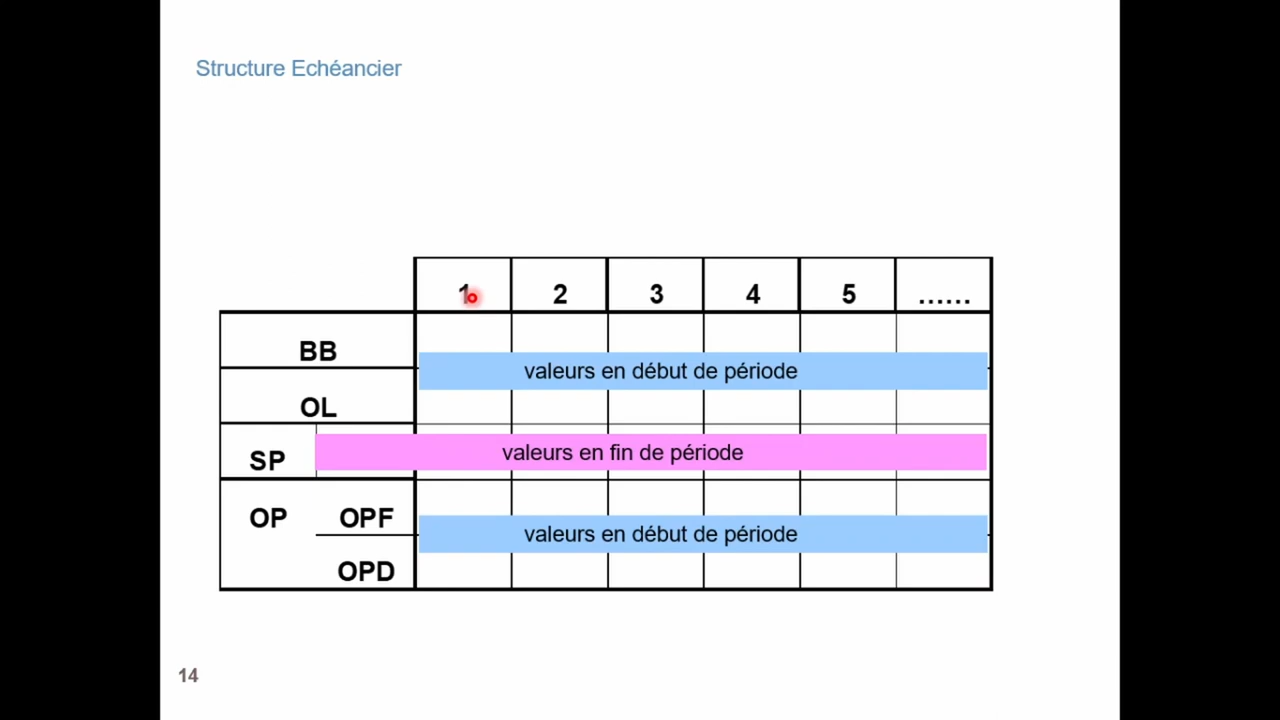 Structure Echéancier
1 2 3 4 5 ......
BB
valeurs en début de période
OL
SP valeurs en fin de période
OP OPF
valeurs en début de période
OPD
14